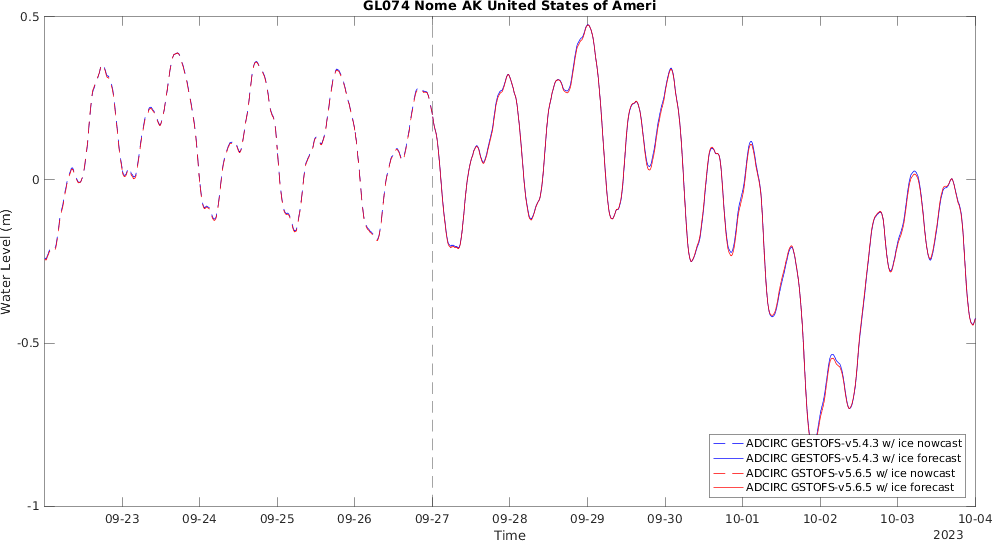 GL074 Nome AK United States of Ameri
Water Level (m)
0.5
0
-0.5
-1
ADCIRC GESTOFS-v5.4.3 w/ ice nowcast
ADCIRC GESTOFS-v5.4.3 w/ ice forecast
ADCIRC GSTOFS-v5.6.5 w/ ice nowcast
ADCIRC GSTOFS-v5.6.5 w/ ice forecast
09-23 09-24 09-25 09-26 09-27 09-28 09-29 09-30 10-01 10-02 10-03 10-04
Time
2023